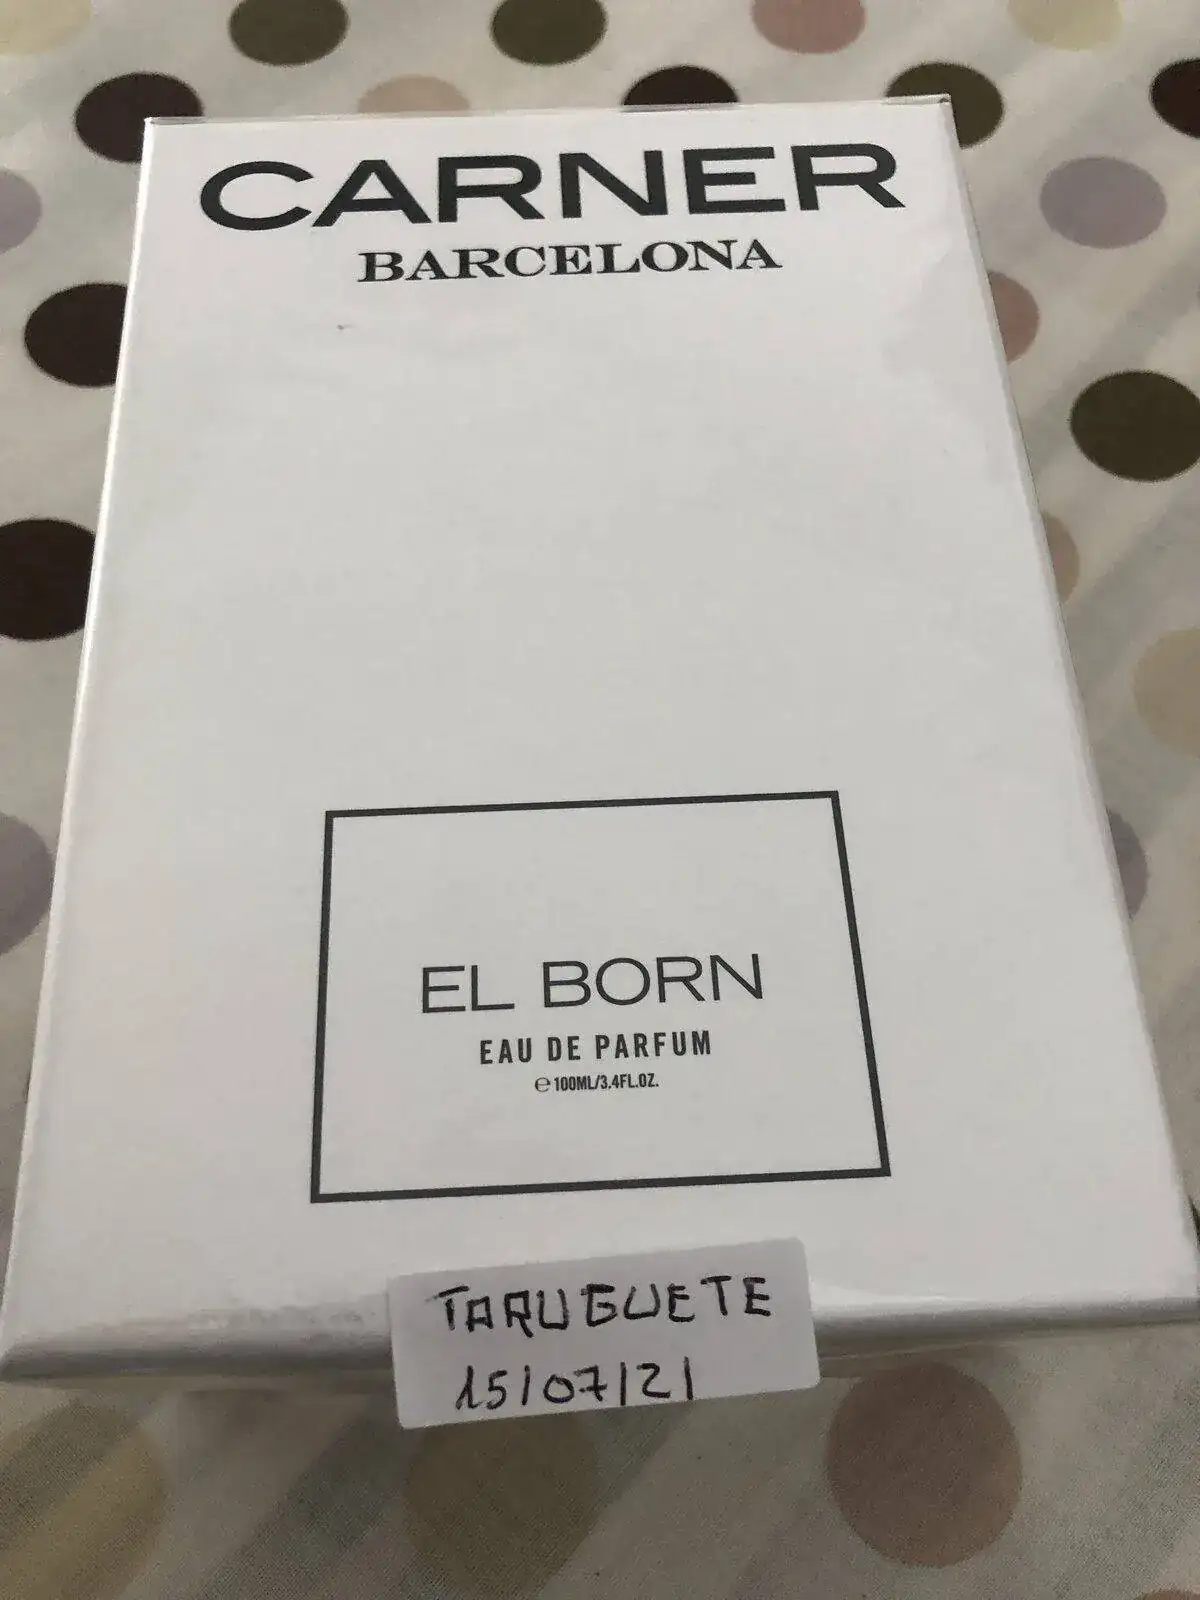 CARNER
BARCELONA
EL BORN
EAU DE PARFUM
℮100ML/3.4FL.OZ.
TARUGUETE
15/07/21